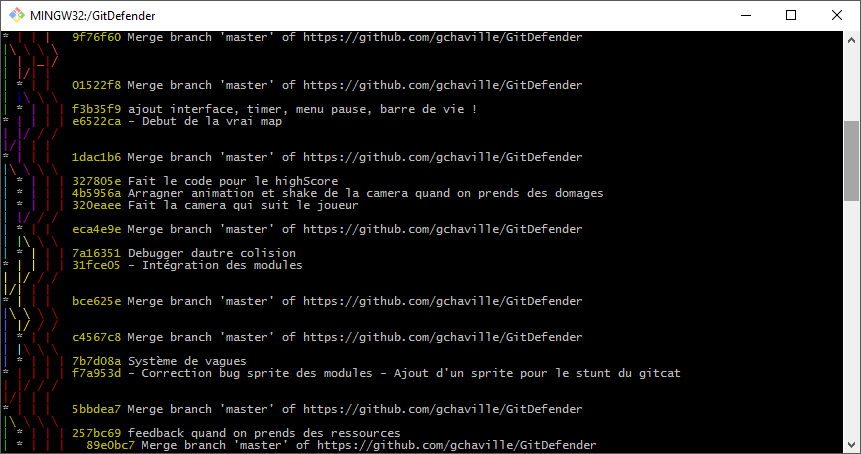 MINGW32:/GitDefender
9f76f60 Merge branch 'master' of https://github.com/gchaville/GitDefender
01522f8 Merge branch 'master' of https://github.com/gchaville/GitDefender
f3b35f9 ajout interface, timer, menu pause, barre de vie !
e6522ca - Debut de la vrai map
1dac1b6 Merge branch 'master' of https://github.com/gchaville/GitDefender
327805e Fait le code pour le highScore
4b5956a Arragner animation et shake de la camera quand on prends des domages
320eaee Fait la camera qui suit le joueur
eca4e9e Merge branch 'master' of https://github.com/gchaville/GitDefender
7a16351 Debugger dautre colision
31fce05 - Intégration des modules
bce625e Merge branch 'master' of https://github.com/gchaville/GitDefender
c4567c8 Merge branch 'master' of https://github.com/gchaville/GitDefender
7b7d08a Système de vagues
f7a953d - Correction bug sprite des modules - Ajout d'un sprite pour le stunt du gitcat
5bbdea7 Merge branch 'master' of https://github.com/gchaville/GitDefender
257bc69 feedback quand on prends des ressources
89e0bc7 Merge branch 'master' of https://github.com/gchaville/GitDefender